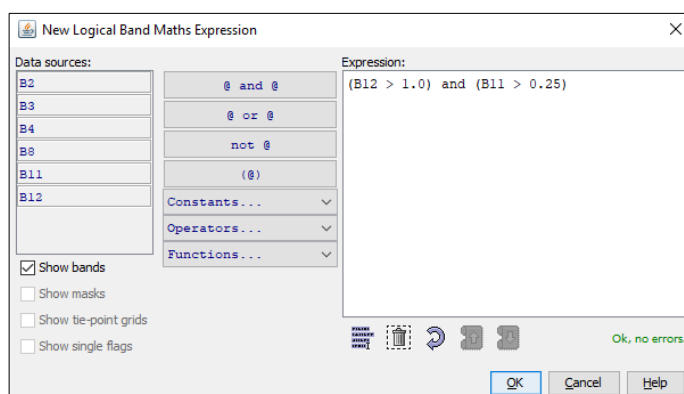 New Logical Band Maths Expression
Data sources:
B2
B3
B4
B8
B11
B12
Show bands
Show masks
Show tie-point grids
Show single flags
@ and @
@ or @
not @
(@)
Constants...
Operators...
Functions...
Expression:
(B12 > 1.0) and (B11 > 0.25)
Ok, no errors.
OK
Cancel
Help